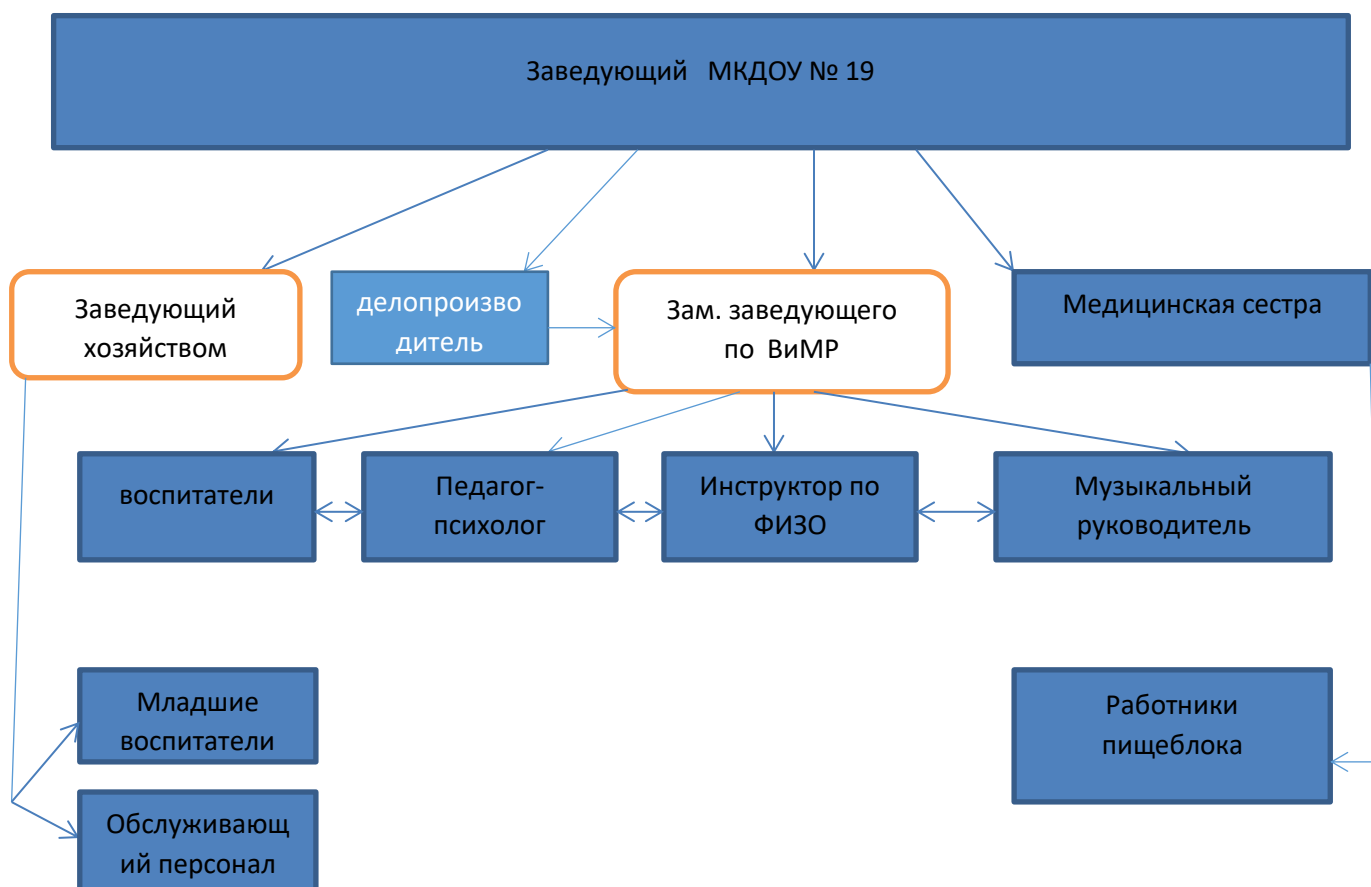 Заведующий МКДОУ № 19
Заведующий
хозяйством
делопроизво
дитель
Зам. заведующего
по ВиМР
Медицинская сестра
воспитатели
Педагог-
психолог
Инструктор по
ФИЗО
Музыкальный
руководитель
Младшие
воспитатели
Работники
пищеблока
Обслуживающ
ий персонал